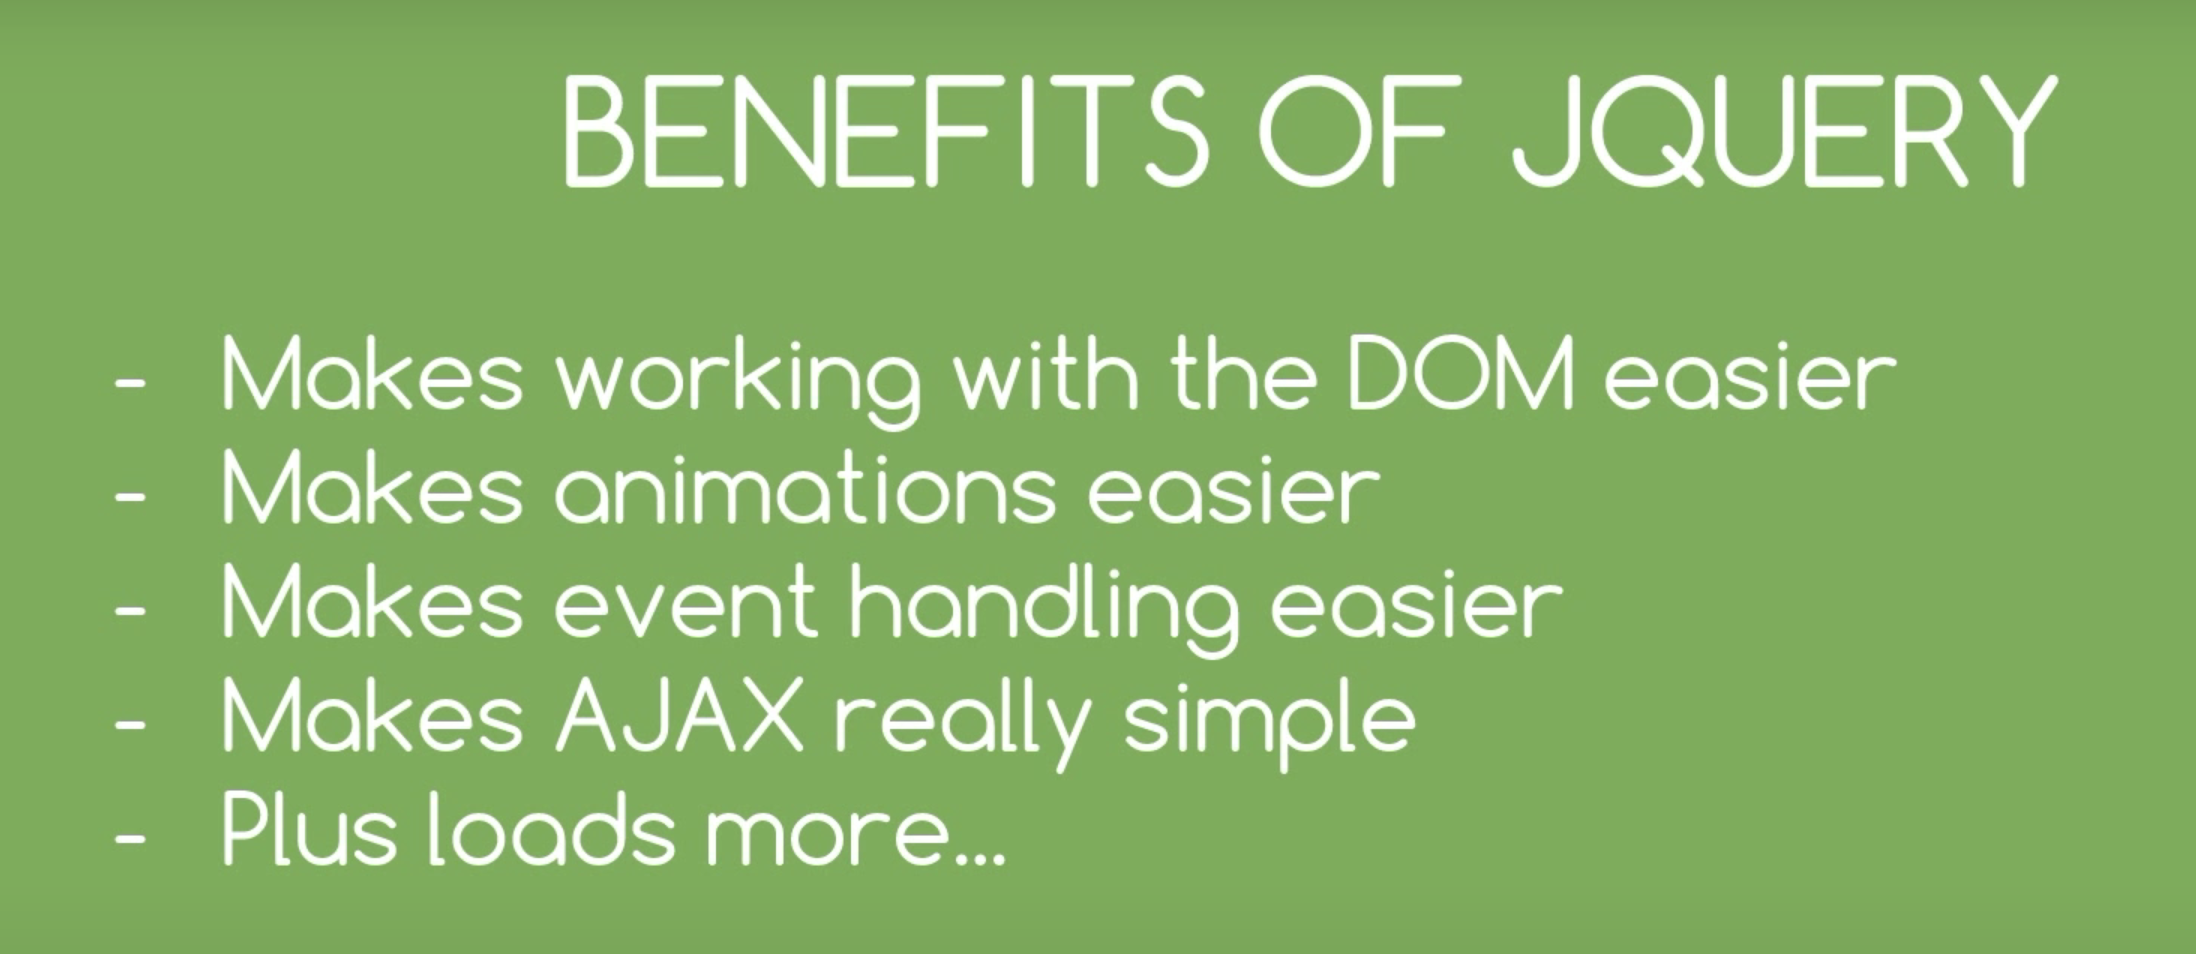 BENEFITS OF JQUERY
- Makes working with the DOM easier
- Makes animations easier
- Makes event handling easier
- Makes AJAX really simple
- Plus loads more...